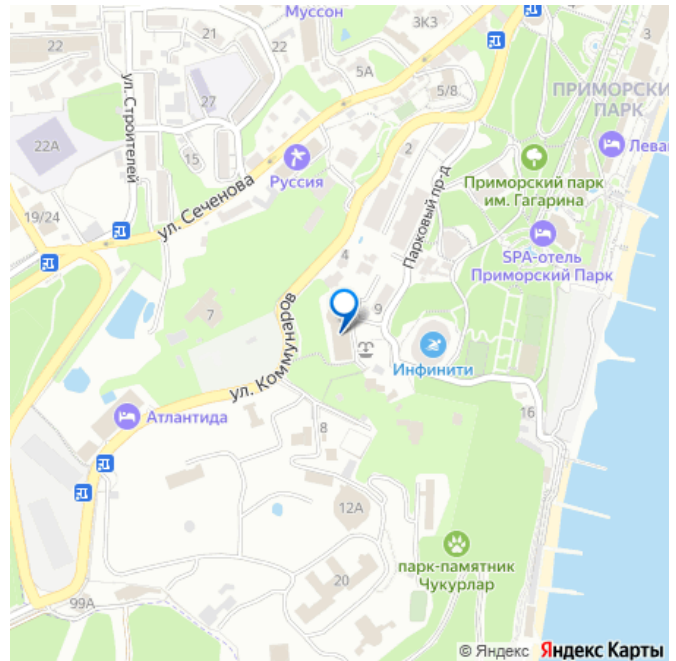 Муссон
3К3
22
21
22
3
5А
5/8
ПРИМОРСКИ
ПАРК
27
ул. Строителей
22А
15
Руссия
2
Лева
Приморский парк
им. Гагарина
ул. Сеченова
Парковый пр-д
19/24
4
SPA-отель
Приморский Парк
7
9
ул. Коммунаров
Инфинити
Атлантида
16
8
12А
парк-памятник
Чукурлар
20
99А
© Яндекс Яндекс Карты